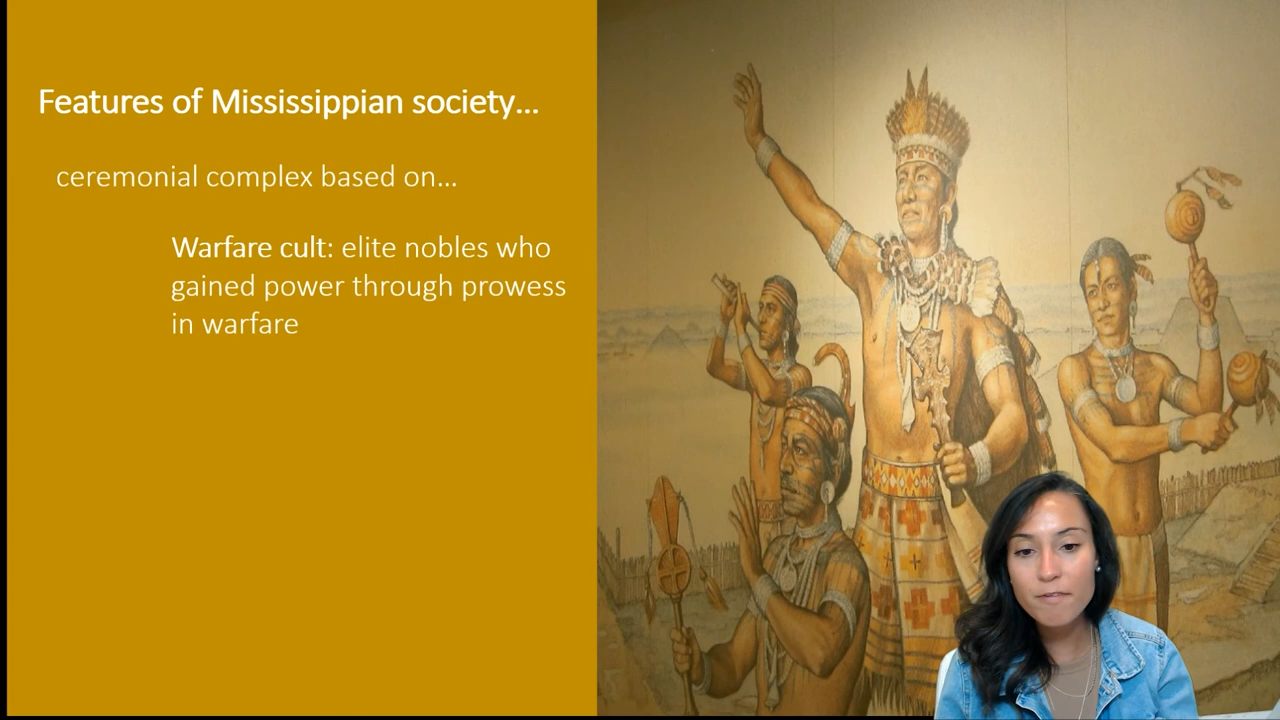 Features of Mississippian society...
ceremonial complex based on...
Warfare cult: elite nobles who
gained power through prowess
in warfare